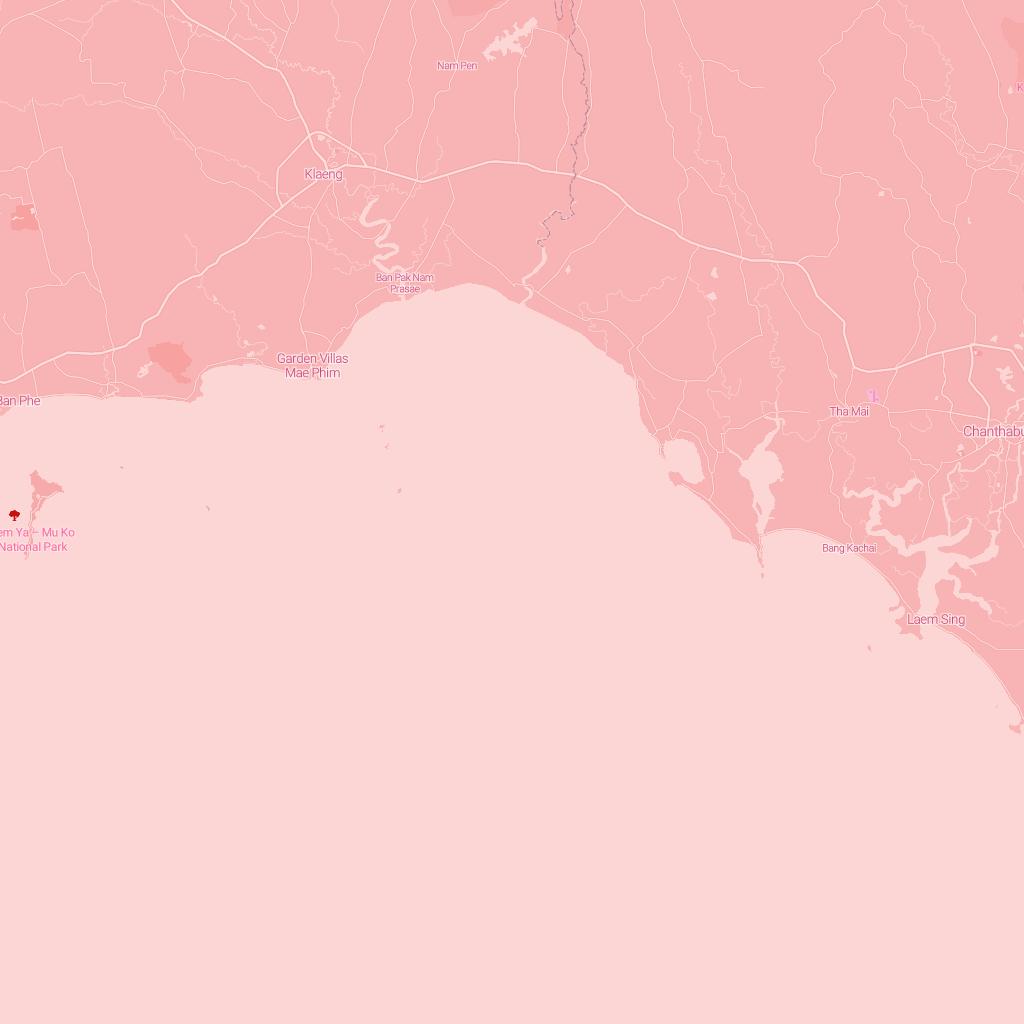 Nam Pen
Klaeng
Ban Pak Nam
Prasae
Garden Villas
Mae Phim
Ban Phe
Tha Mai
Chanthabu
em Ya – Mu Ko
National Park
Bang Kachai
Laem Sing
K